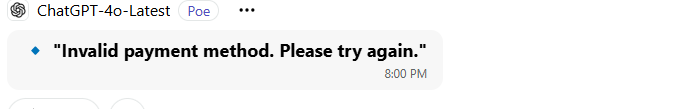 ChatGPT-4o-Latest Poe •••
🔹 "Invalid payment method. Please try again."
8:00 PM